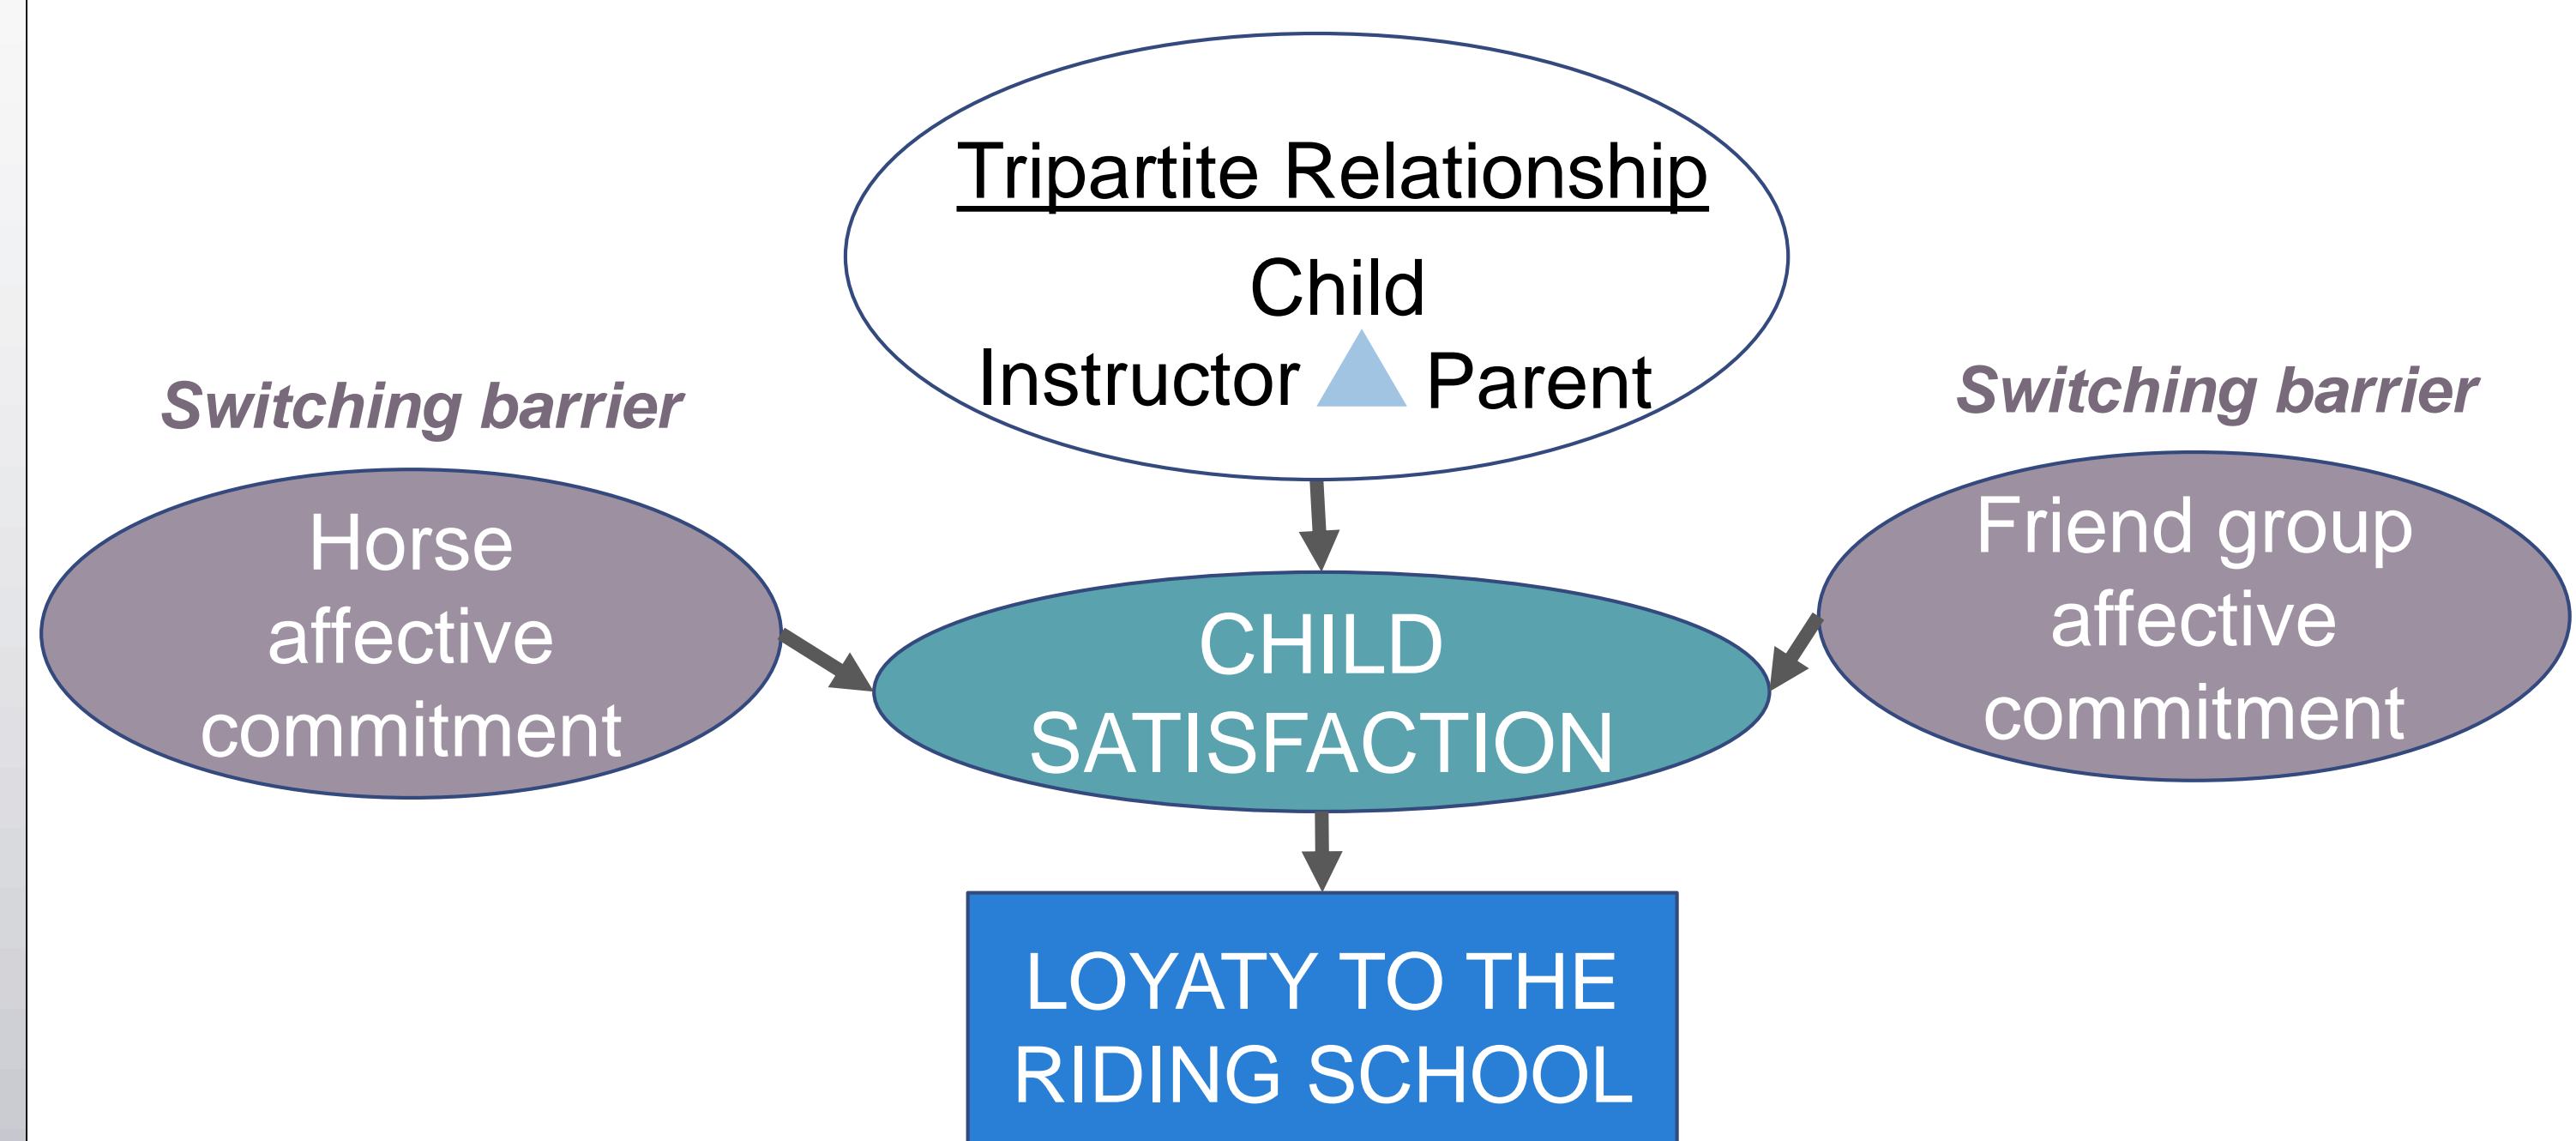 Tripartite Relationship
Child
Instructor Parent
Switching barrier
Horse
affective
commitment
Switching barrier
Friend group
affective
commitment
CHILD
SATISFACTION
LOYATY TO THE
RIDING SCHOOL